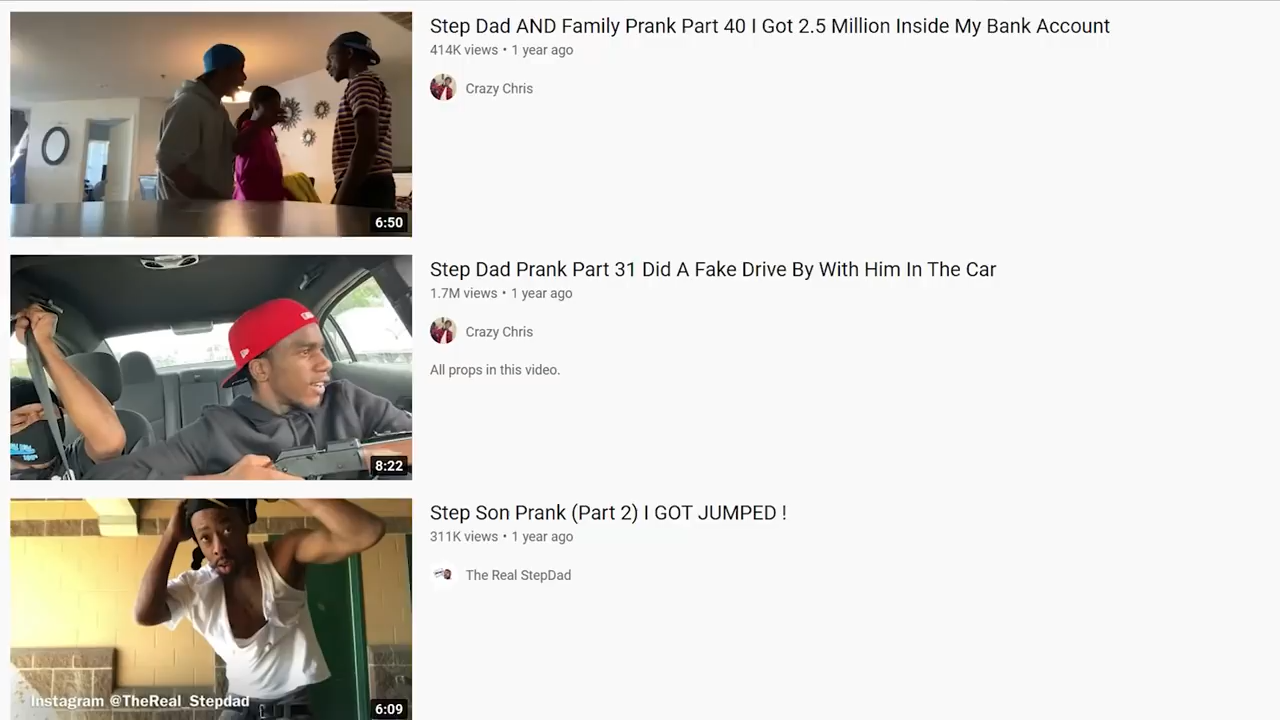 Step Dad AND Family Prank Part 40 I Got 2.5 Million Inside My Bank Account
414K views • 1 year ago
Crazy Chris
6:50
Step Dad Prank Part 31 Did A Fake Drive By With Him In The Car
1.7M views • 1 year ago
Crazy Chris
All props in this video.
8:22
Step Son Prank (Part 2) I GOT JUMPED !
311K views • 1 year ago
The Real StepDad
Instagram @TheReal_Stepdad
6:09